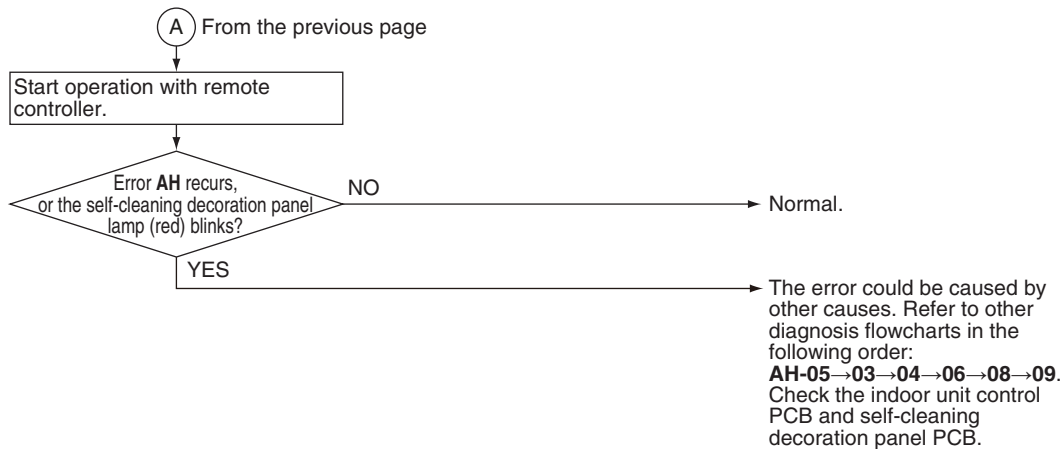 A From the previous page
Start operation with remote
controller.
Error AH recurs,
or the self-cleaning decoration panel
lamp (red) blinks?
NO
Normal.
YES
The error could be caused by
other causes. Refer to other
diagnosis flowcharts in the
following order:
AH-05→03→04→06→08→09.
Check the indoor unit control
PCB and self-cleaning
decoration panel PCB.